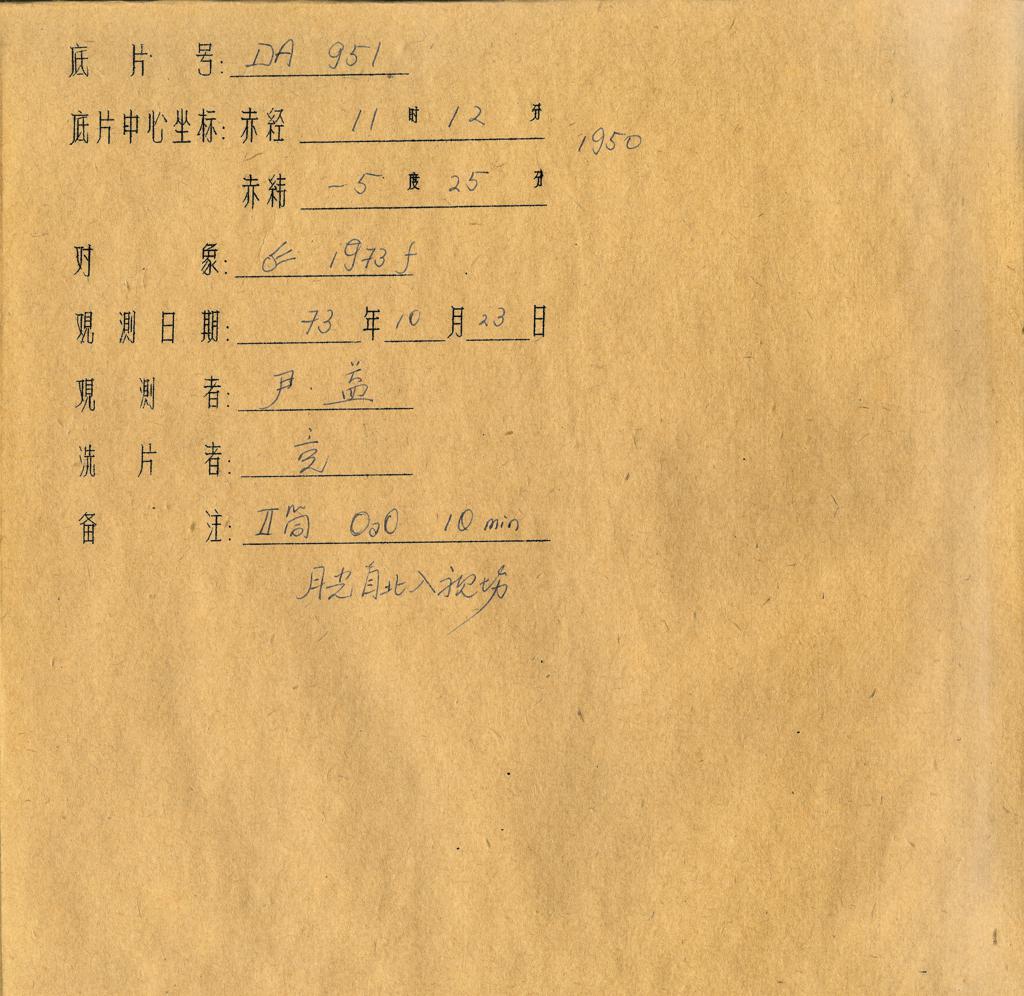 底片号: DA 951
底片中心坐标: 赤经 11 时 12 分
1950
赤纬 -5 度 25 分
对象: ☄ 1973 f
观测日期: 73 年 10 月 23 日
观测者: 尹. 益
洗片者: 竞
备注: II筒 OaO 10 min
月光自北入视场